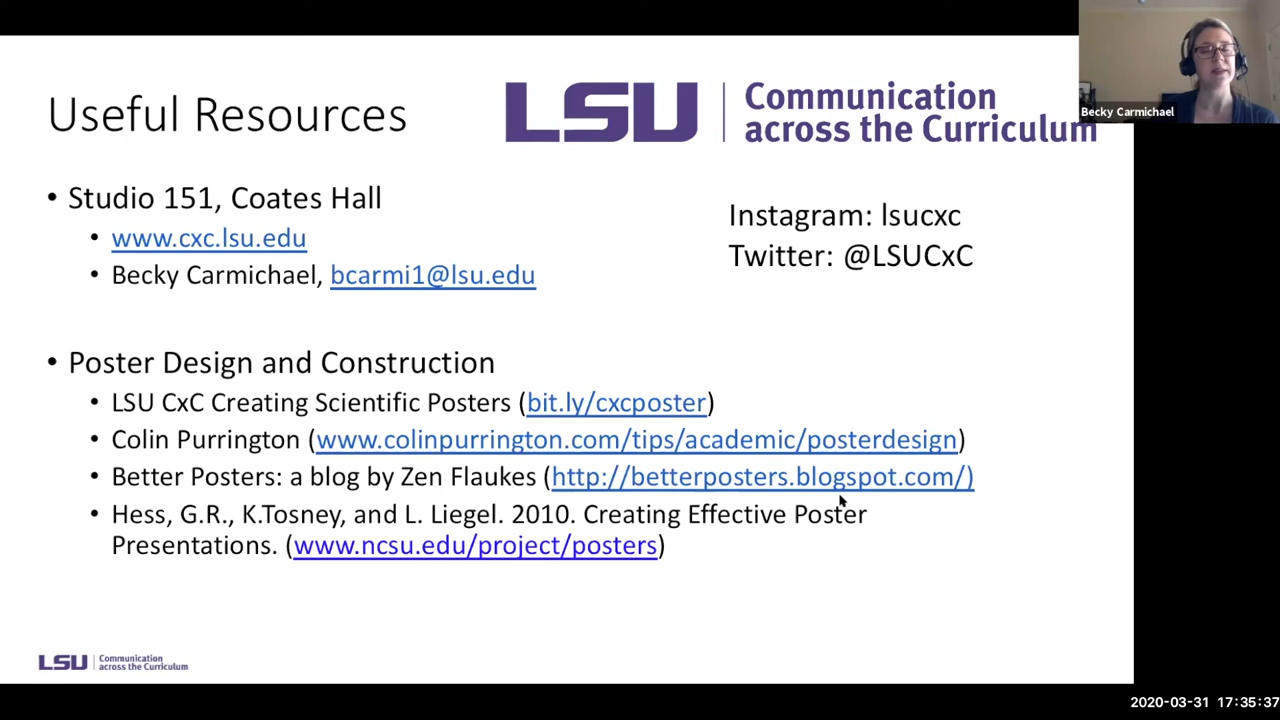 Useful Resources
LSU Communication
across the Curriculum
Becky Carmichael
• Studio 151, Coates Hall
• www.cxc.lsu.edu
• Becky Carmichael, bcarmi1@lsu.edu
Instagram: lsucxc
Twitter: @LSUCxC
• Poster Design and Construction
• LSU CxC Creating Scientific Posters (bit.ly/cxcposter)
• Colin Purrington (www.colinpurrington.com/tips/academic/posterdesign)
• Better Posters: a blog by Zen Flaukes (http://betterposters.blogspot.com/)
• Hess, G.R., K.Tosney, and L. Liegel. 2010. Creating Effective Poster
Presentations. (www.ncsu.edu/project/posters)
LSU Communication
across the Curriculum
2020-03-31 17:35:37